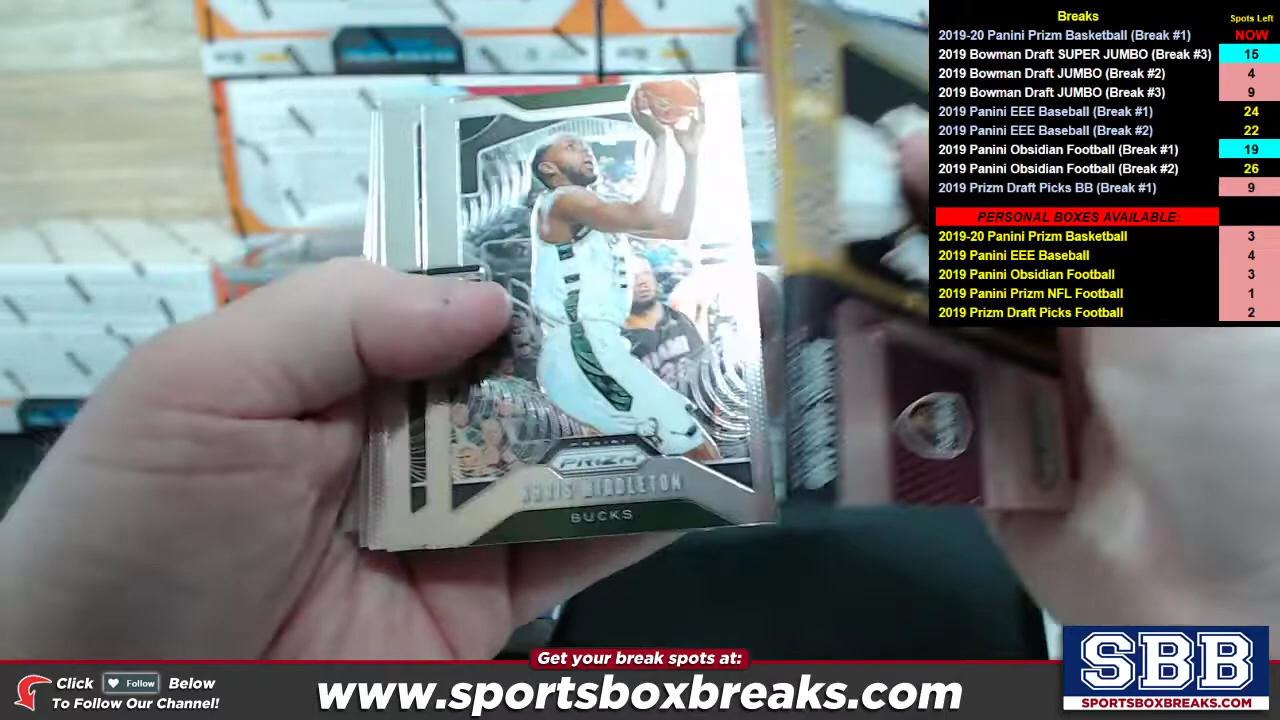 Breaks Spots Left
2019-20 Panini Prizm Basketball (Break #1) NOW
2019 Bowman Draft SUPER JUMBO (Break #3) 15
2019 Bowman Draft JUMBO (Break #2) 4
2019 Bowman Draft JUMBO (Break #3) 9
2019 Panini EEE Baseball (Break #1) 24
2019 Panini EEE Baseball (Break #2) 22
2019 Panini Obsidian Football (Break #1) 19
2019 Panini Obsidian Football (Break #2) 26
2019 Prizm Draft Picks BB (Break #1) 9
PERSONAL BOXES AVAILABLE:
2019-20 Panini Prizm Basketball 3
2019 Panini EEE Baseball 4
2019 Panini Obsidian Football 3
2019 Panini Prizm NFL Football 1
2019 Prizm Draft Picks Football 2
PANINI
PRIZM
KHRIS MIDDLETON
BUCKS
Get your break spots at:
Click Follow Below
To Follow Our Channel!
www.sportsboxbreaks.com
SBB
SPORTSBOXBREAKS.COM